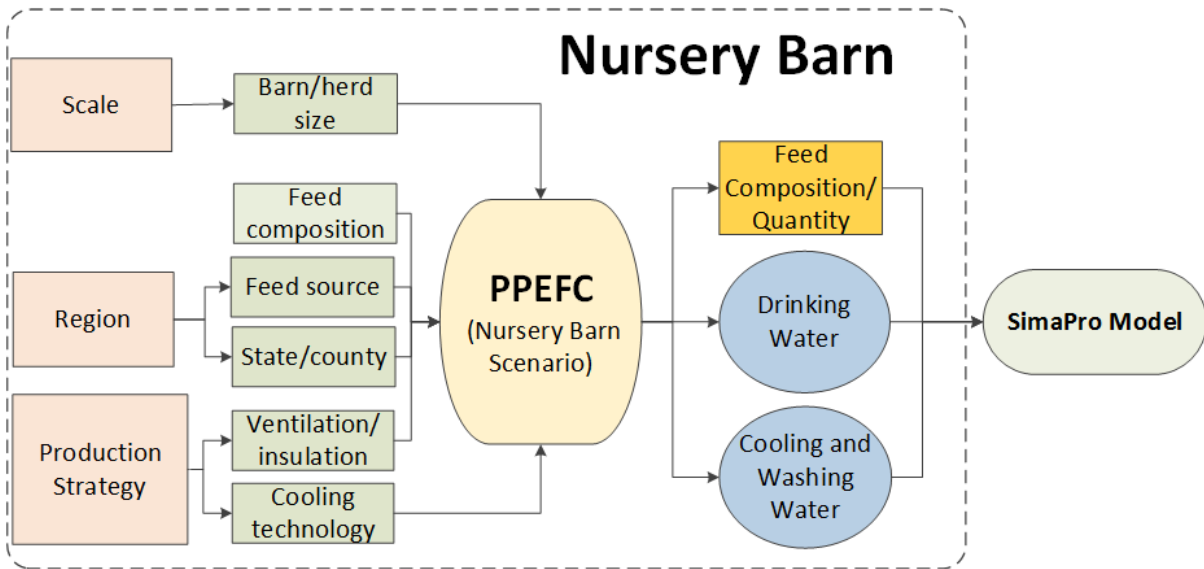 Nursery Barn
Scale
Barn/herd
size
Feed
composition
Region
Feed source
State/county
Production
Strategy
Ventilation/
insulation
Cooling
technology
PPEFC
(Nursery Barn
Scenario)
Feed
Composition/
Quantity
Drinking
Water
Cooling and
Washing
Water
SimaPro Model